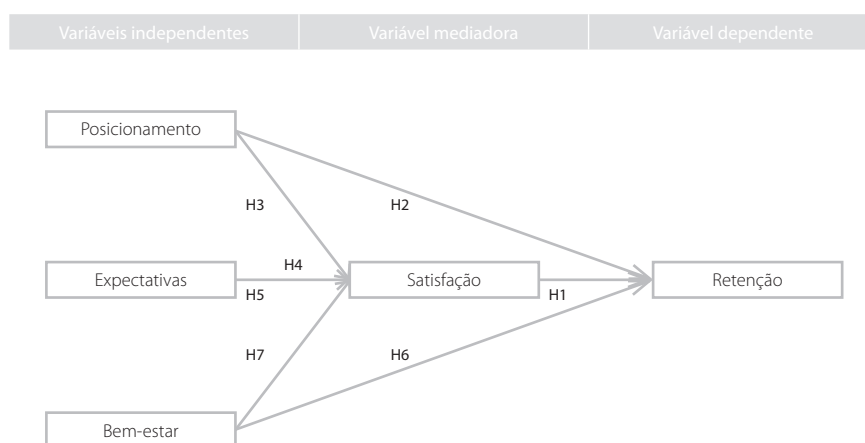 Variáveis independentes
Variável mediadora
Variável dependente
Posicionamento
H3
H2
H4
Expectativas
Satisfação
Retenção
H5
H1
H7
H6
Bem-estar